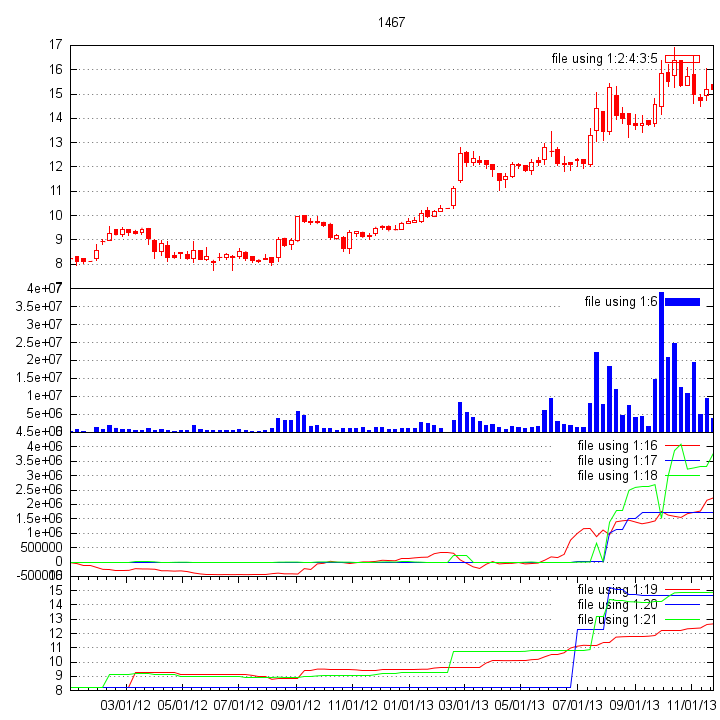 1467
file using 1:2:4:3:5
17
16
15
14
13
12
11
10
9
8
file using 1:6
4e+07
3.5e+07
3e+07
2.5e+07
2e+07
1.5e+07
1e+07
5e+06
file using 1:16
file using 1:17
file using 1:18
4.5e+06
4e+06
3.5e+06
3e+06
2.5e+06
2e+06
1.5e+06
1e+06
500000
0
-500000
file using 1:19
file using 1:20
file using 1:21
15
14
13
12
11
10
9
8
03/01/12 05/01/12 07/01/12 09/01/12 11/01/12 01/01/13 03/01/13 05/01/13 07/01/13 09/01/13 11/01/13